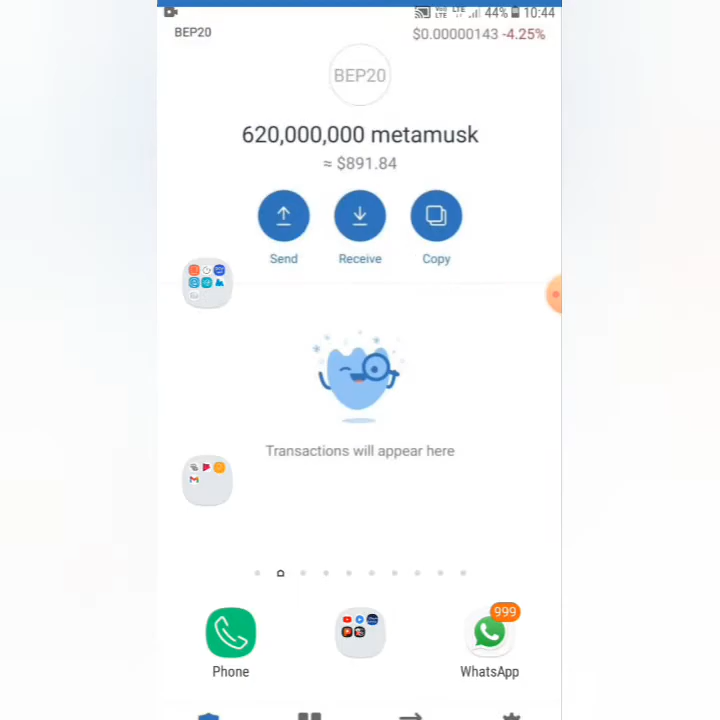 44% 10:44
BEP20
$0.00000143 -4.25%
BEP20
620,000,000 metamusk
≈ $891.84
Send
Receive
Copy
Transactions will appear here
999
Phone
WhatsApp